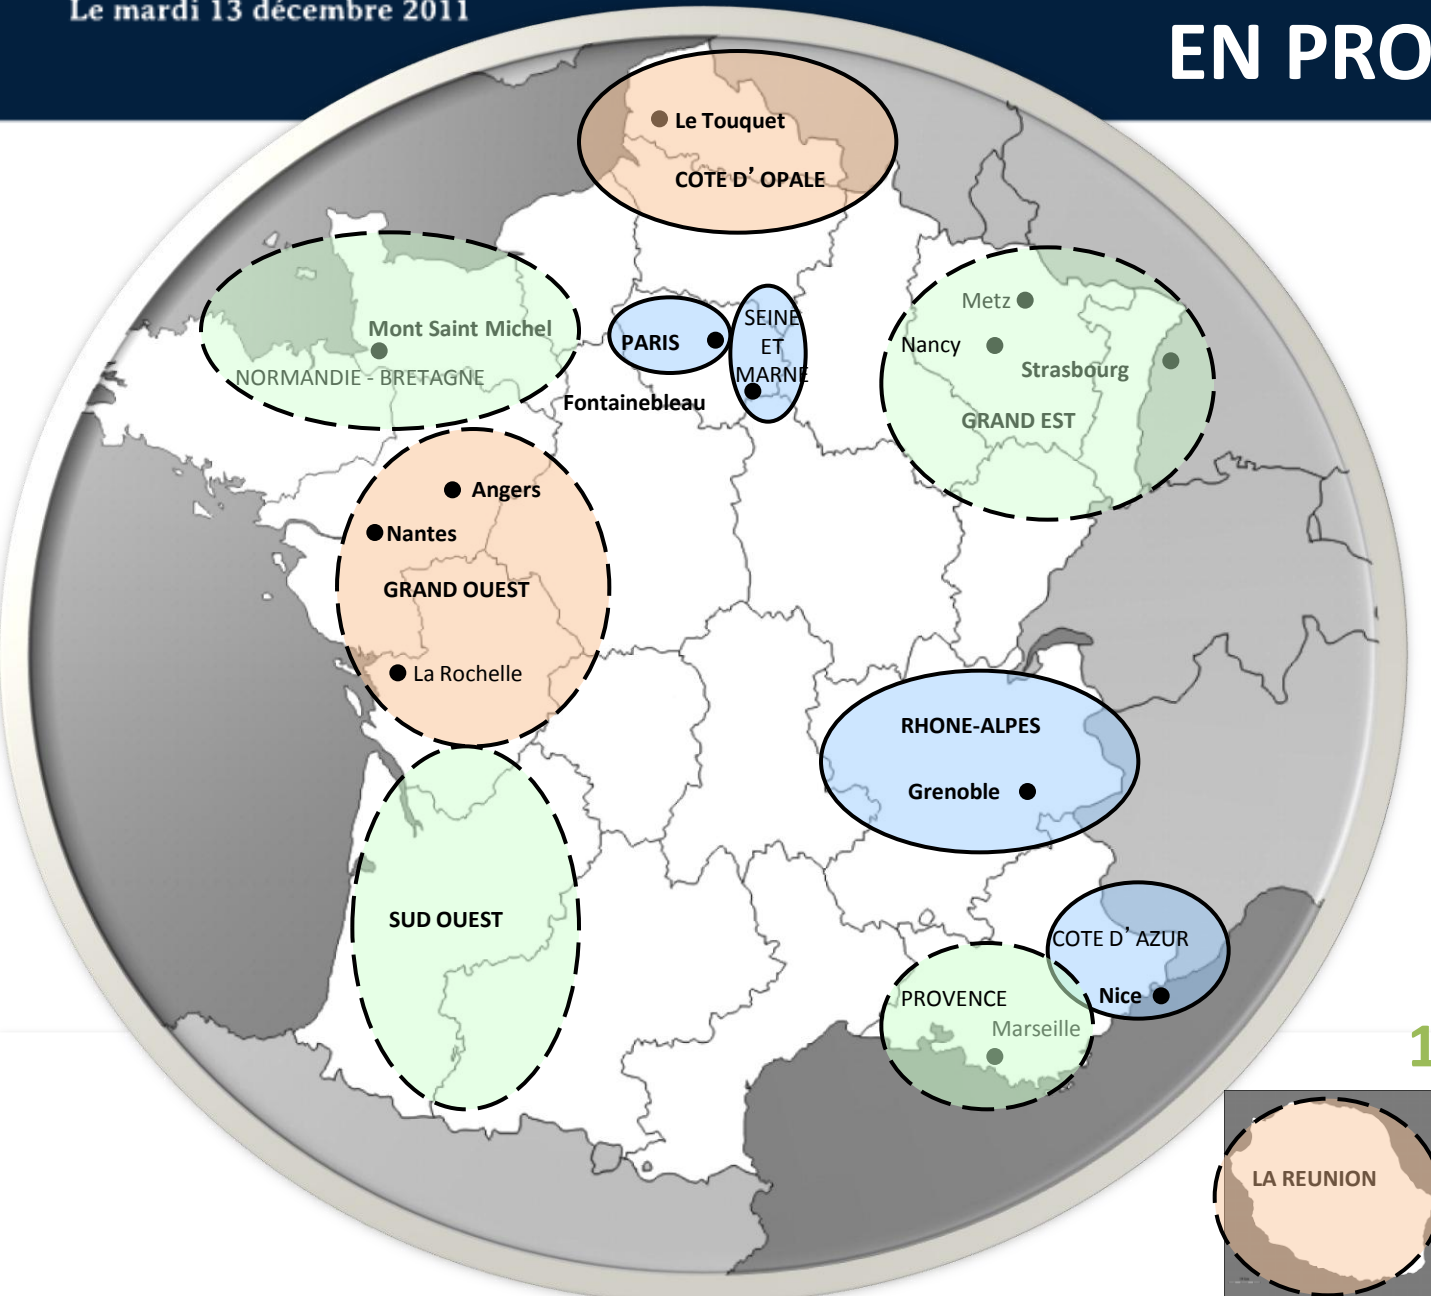 Le mardi 13 décembre 2011
EN PRO
Le Touquet
COTE D’ OPALE
Mont Saint Michel
NORMANDIE - BRETAGNE
PARIS
SEINE
ET
MARNE
Fontainebleau
Metz
Nancy
Strasbourg
GRAND EST
Angers
Nantes
GRAND OUEST
La Rochelle
RHONE-ALPES
Grenoble
SUD OUEST
COTE D’ AZUR
Nice
PROVENCE
Marseille
1
LA REUNION